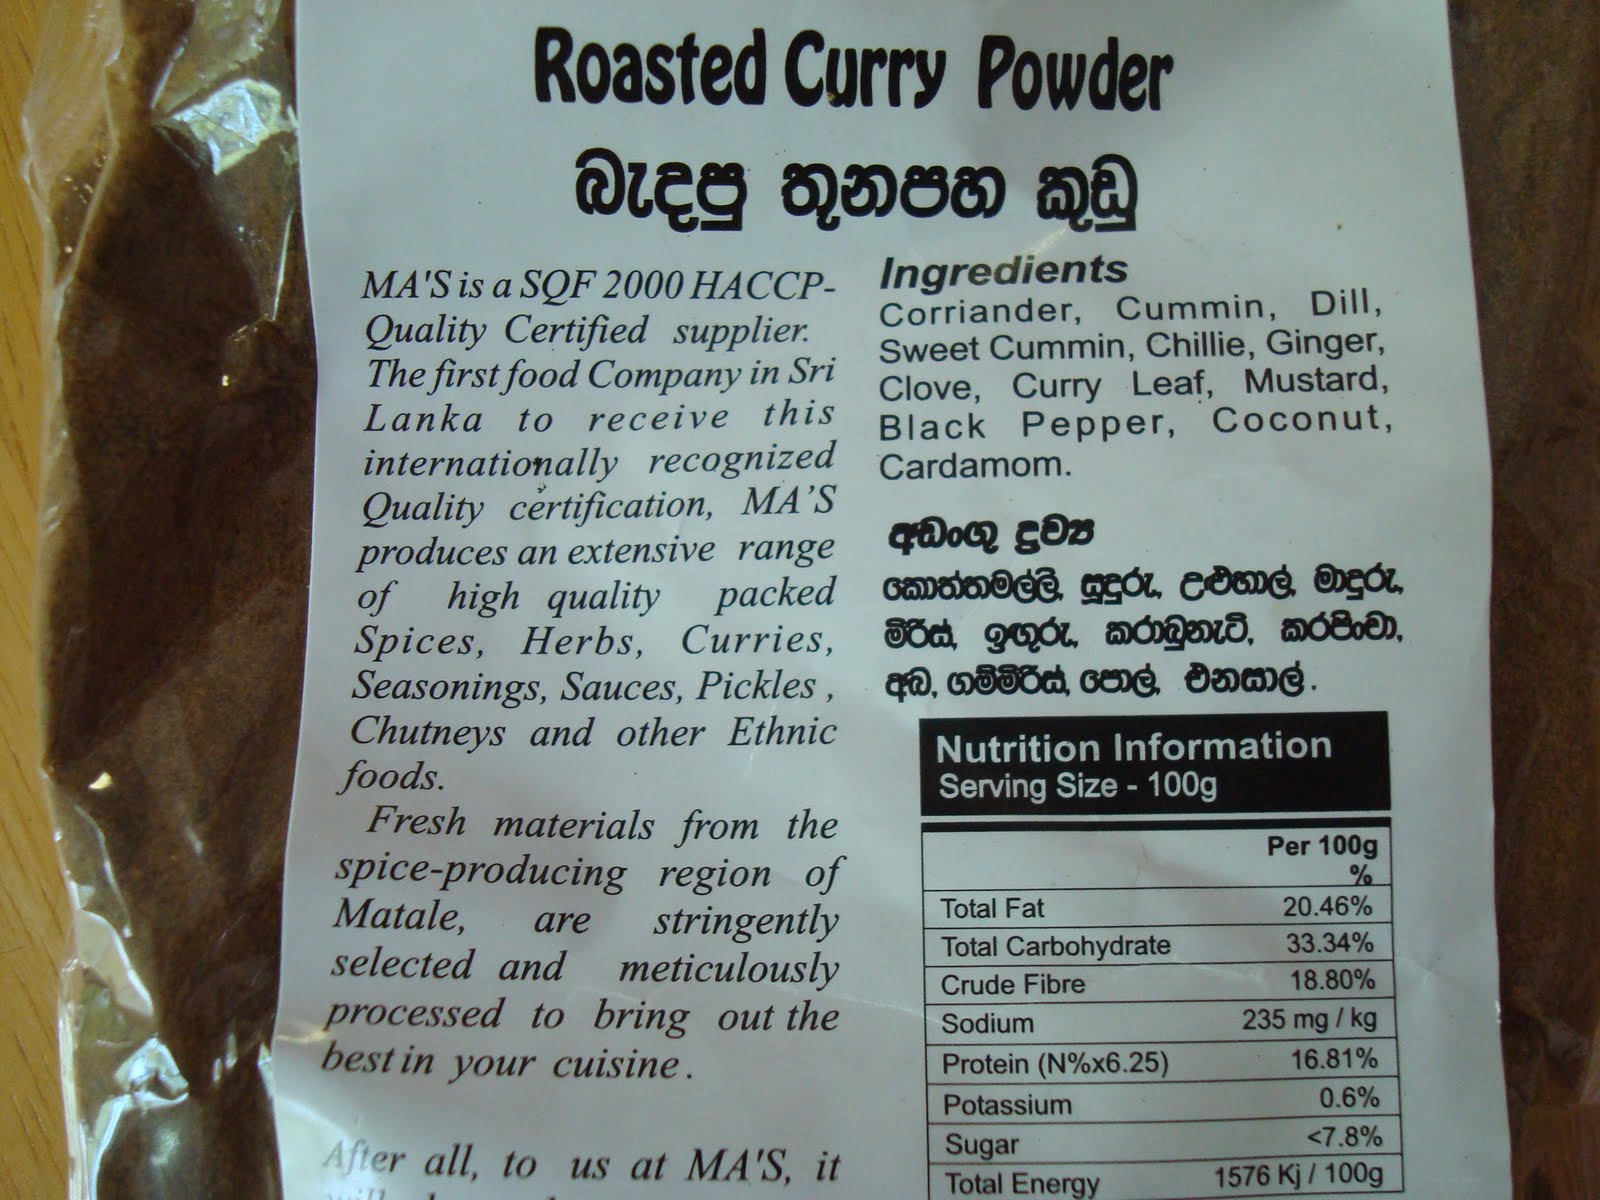 Roasted Curry Powder
බැදපු තුනපහ කුඩු
MA'S is a SQF 2000 HACCP-
Quality Certified supplier.
The first food Company in Sri
Lanka to receive this
internationally recognized
Quality certification, MA'S
produces an extensive range
of high quality packed
Spices, Herbs, Curries,
Seasonings, Sauces, Pickles ,
Chutneys and other Ethnic
foods.
Fresh materials from the
spice-producing region of
Matale, are stringently
selected and meticulously
processed to bring out the
best in your cuisine .
After all, to us at MA'S, it
Ingredients
Corriander, Cummin, Dill,
Sweet Cummin, Chillie, Ginger,
Clove, Curry Leaf, Mustard,
Black Pepper, Coconut,
Cardamom.
අඩංගු ද්‍රව්‍ය
කොත්තමල්ලි, සූදුරු, උළුහාල්, මාදුරු,
මිරිස්, ඉඟුරු, කරාබුනැටි, කරපිංචා,
අබ, ගම්මිරිස්, පොල්, එනසාල්.
Nutrition Information
Serving Size - 100g
Per 100g
%
Total Fat 20.46%
Total Carbohydrate 33.34%
Crude Fibre 18.80%
Sodium 235 mg / kg
Protein (N%x6.25) 16.81%
Potassium 0.6%
Sugar <7.8%
Total Energy 1576 Kj / 100g